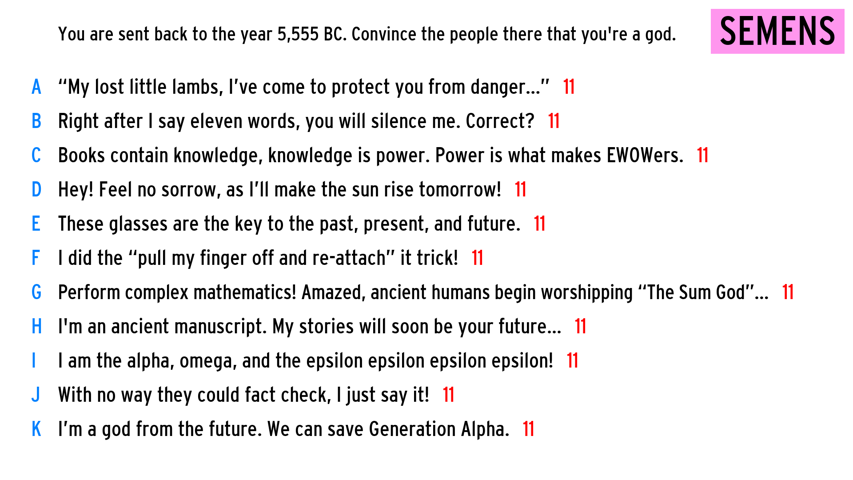 You are sent back to the year 5,555 BC. Convince the people there that you're a god.
SEMENS
A “My lost little lambs, I’ve come to protect you from danger...” 11
B Right after I say eleven words, you will silence me. Correct? 11
C Books contain knowledge, knowledge is power. Power is what makes EWOWers. 11
D Hey! Feel no sorrow, as I’ll make the sun rise tomorrow! 11
E These glasses are the key to the past, present, and future. 11
F I did the “pull my finger off and re-attach” it trick! 11
G Perform complex mathematics! Amazed, ancient humans begin worshipping “The Sum God”... 11
H I'm an ancient manuscript. My stories will soon be your future... 11
I I am the alpha, omega, and the epsilon epsilon epsilon epsilon! 11
J With no way they could fact check, I just say it! 11
K I’m a god from the future. We can save Generation Alpha. 11